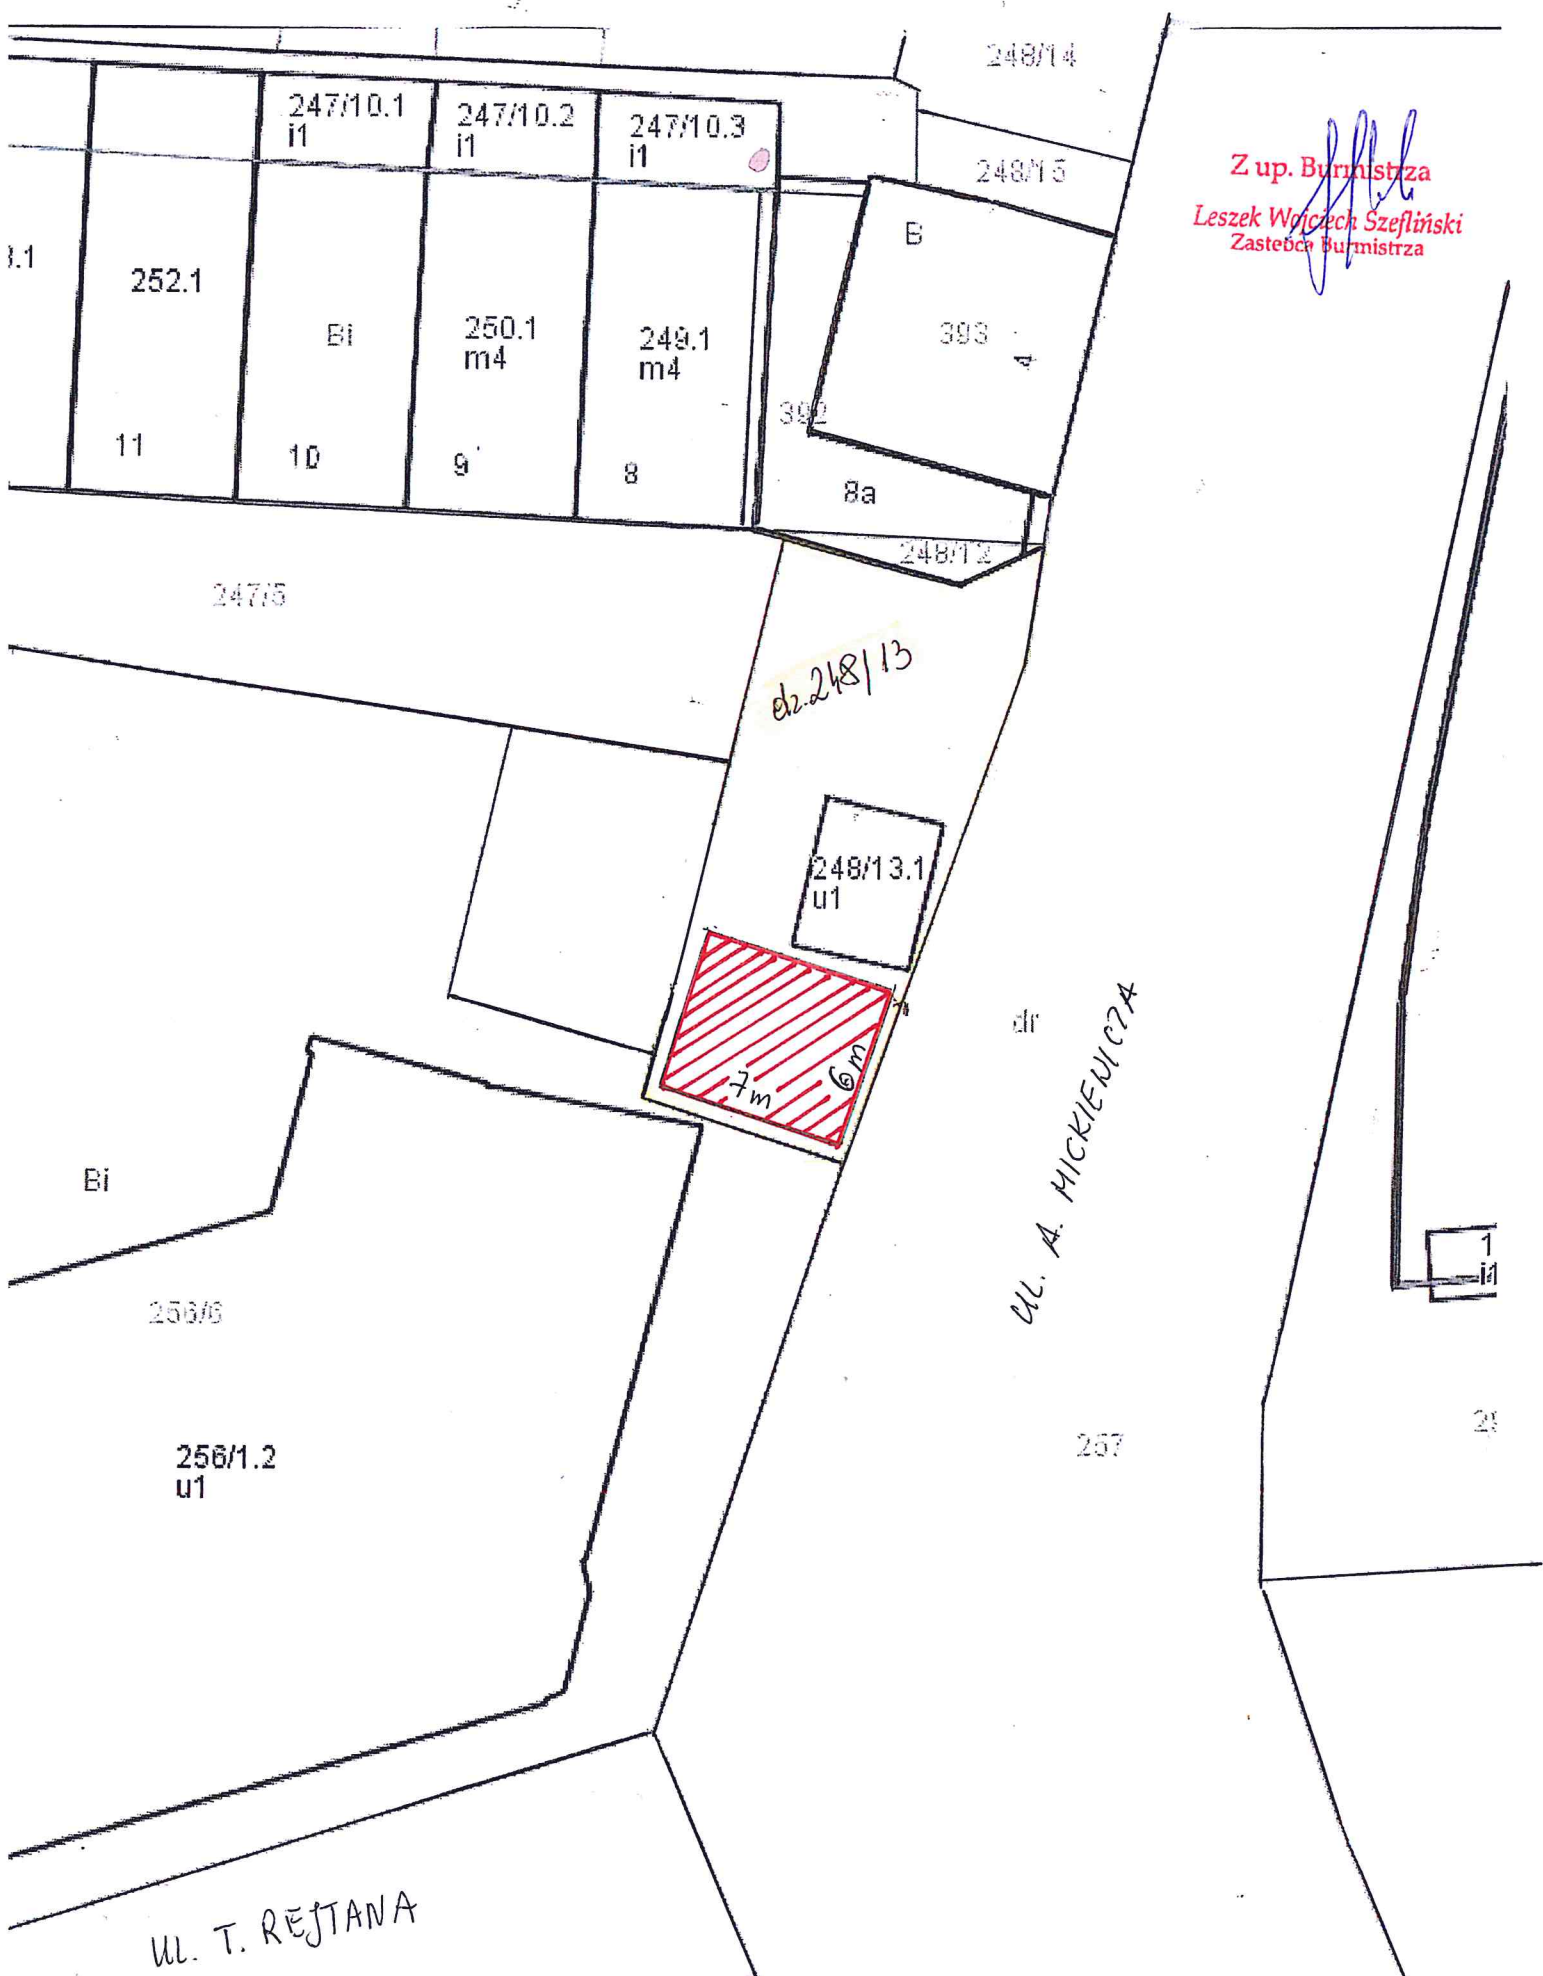 248/14
247/10.1
i1
247/10.2
i1
247/10.3
i1
248/15
Z up. Burmistrza
Leszek Wojciech Szefliński
Zastępca Burmistrza
B
.1
252.1
Bi
250.1
m4
249.1
m4
393
4
392
11
10
9
8
8a
248/12
247/5
dz. 248/13
248/13.1
u1
7m
6m
dr
UL. A. MICKIEWICZA
Bi
1
i1
256/6
256/1.2
u1
267
UL. T. REJTANA